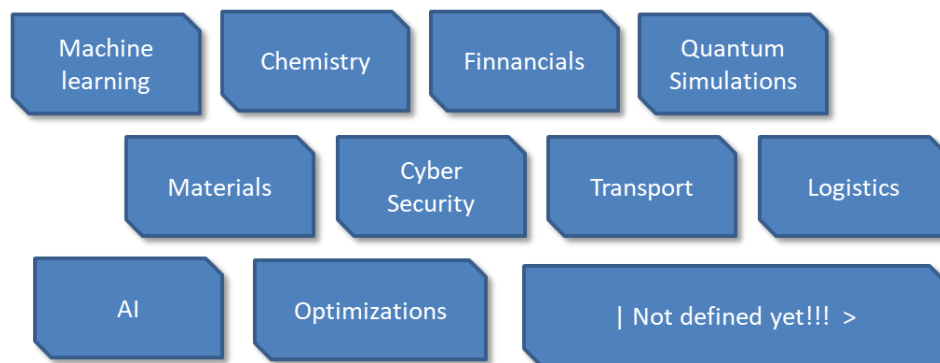 Machine
learning
Chemistry
Finnancials
Quantum
Simulations
Materials
Cyber
Security
Transport
Logistics
AI
Optimizations
| Not defined yet!!! >